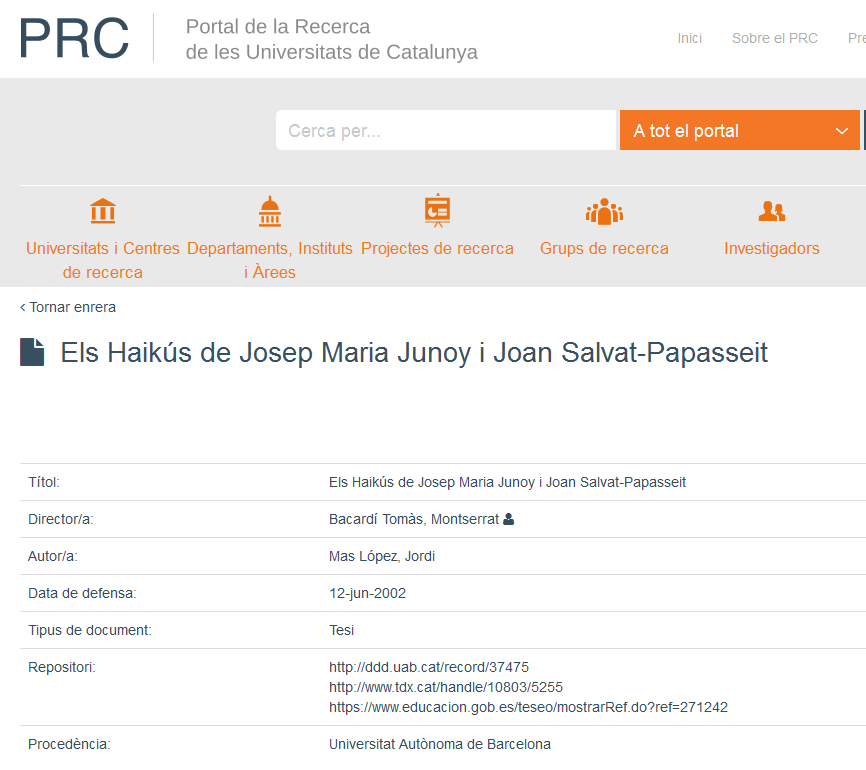 PRC
Portal de la Recerca
de les Universitats de Catalunya
Inici
Sobre el PRC
Cerca per...
A tot el portal
Universitats i Centres
de recerca
Departaments, Instituts
i Àrees
Projectes de recerca
Grups de recerca
Investigadors
‹ Tornar enrera
Els Haikús de Josep Maria Junoy i Joan Salvat-Papasseit
Títol: Els Haikús de Josep Maria Junoy i Joan Salvat-Papasseit
Director/a: Bacardí Tomàs, Montserrat
Autor/a: Mas López, Jordi
Data de defensa: 12-jun-2002
Tipus de document: Tesi
Repositori: http://ddd.uab.cat/record/37475
http://www.tdx.cat/handle/10803/5255
https://www.educacion.gob.es/teseo/mostrarRef.do?ref=271242
Procedència: Universitat Autònoma de Barcelona